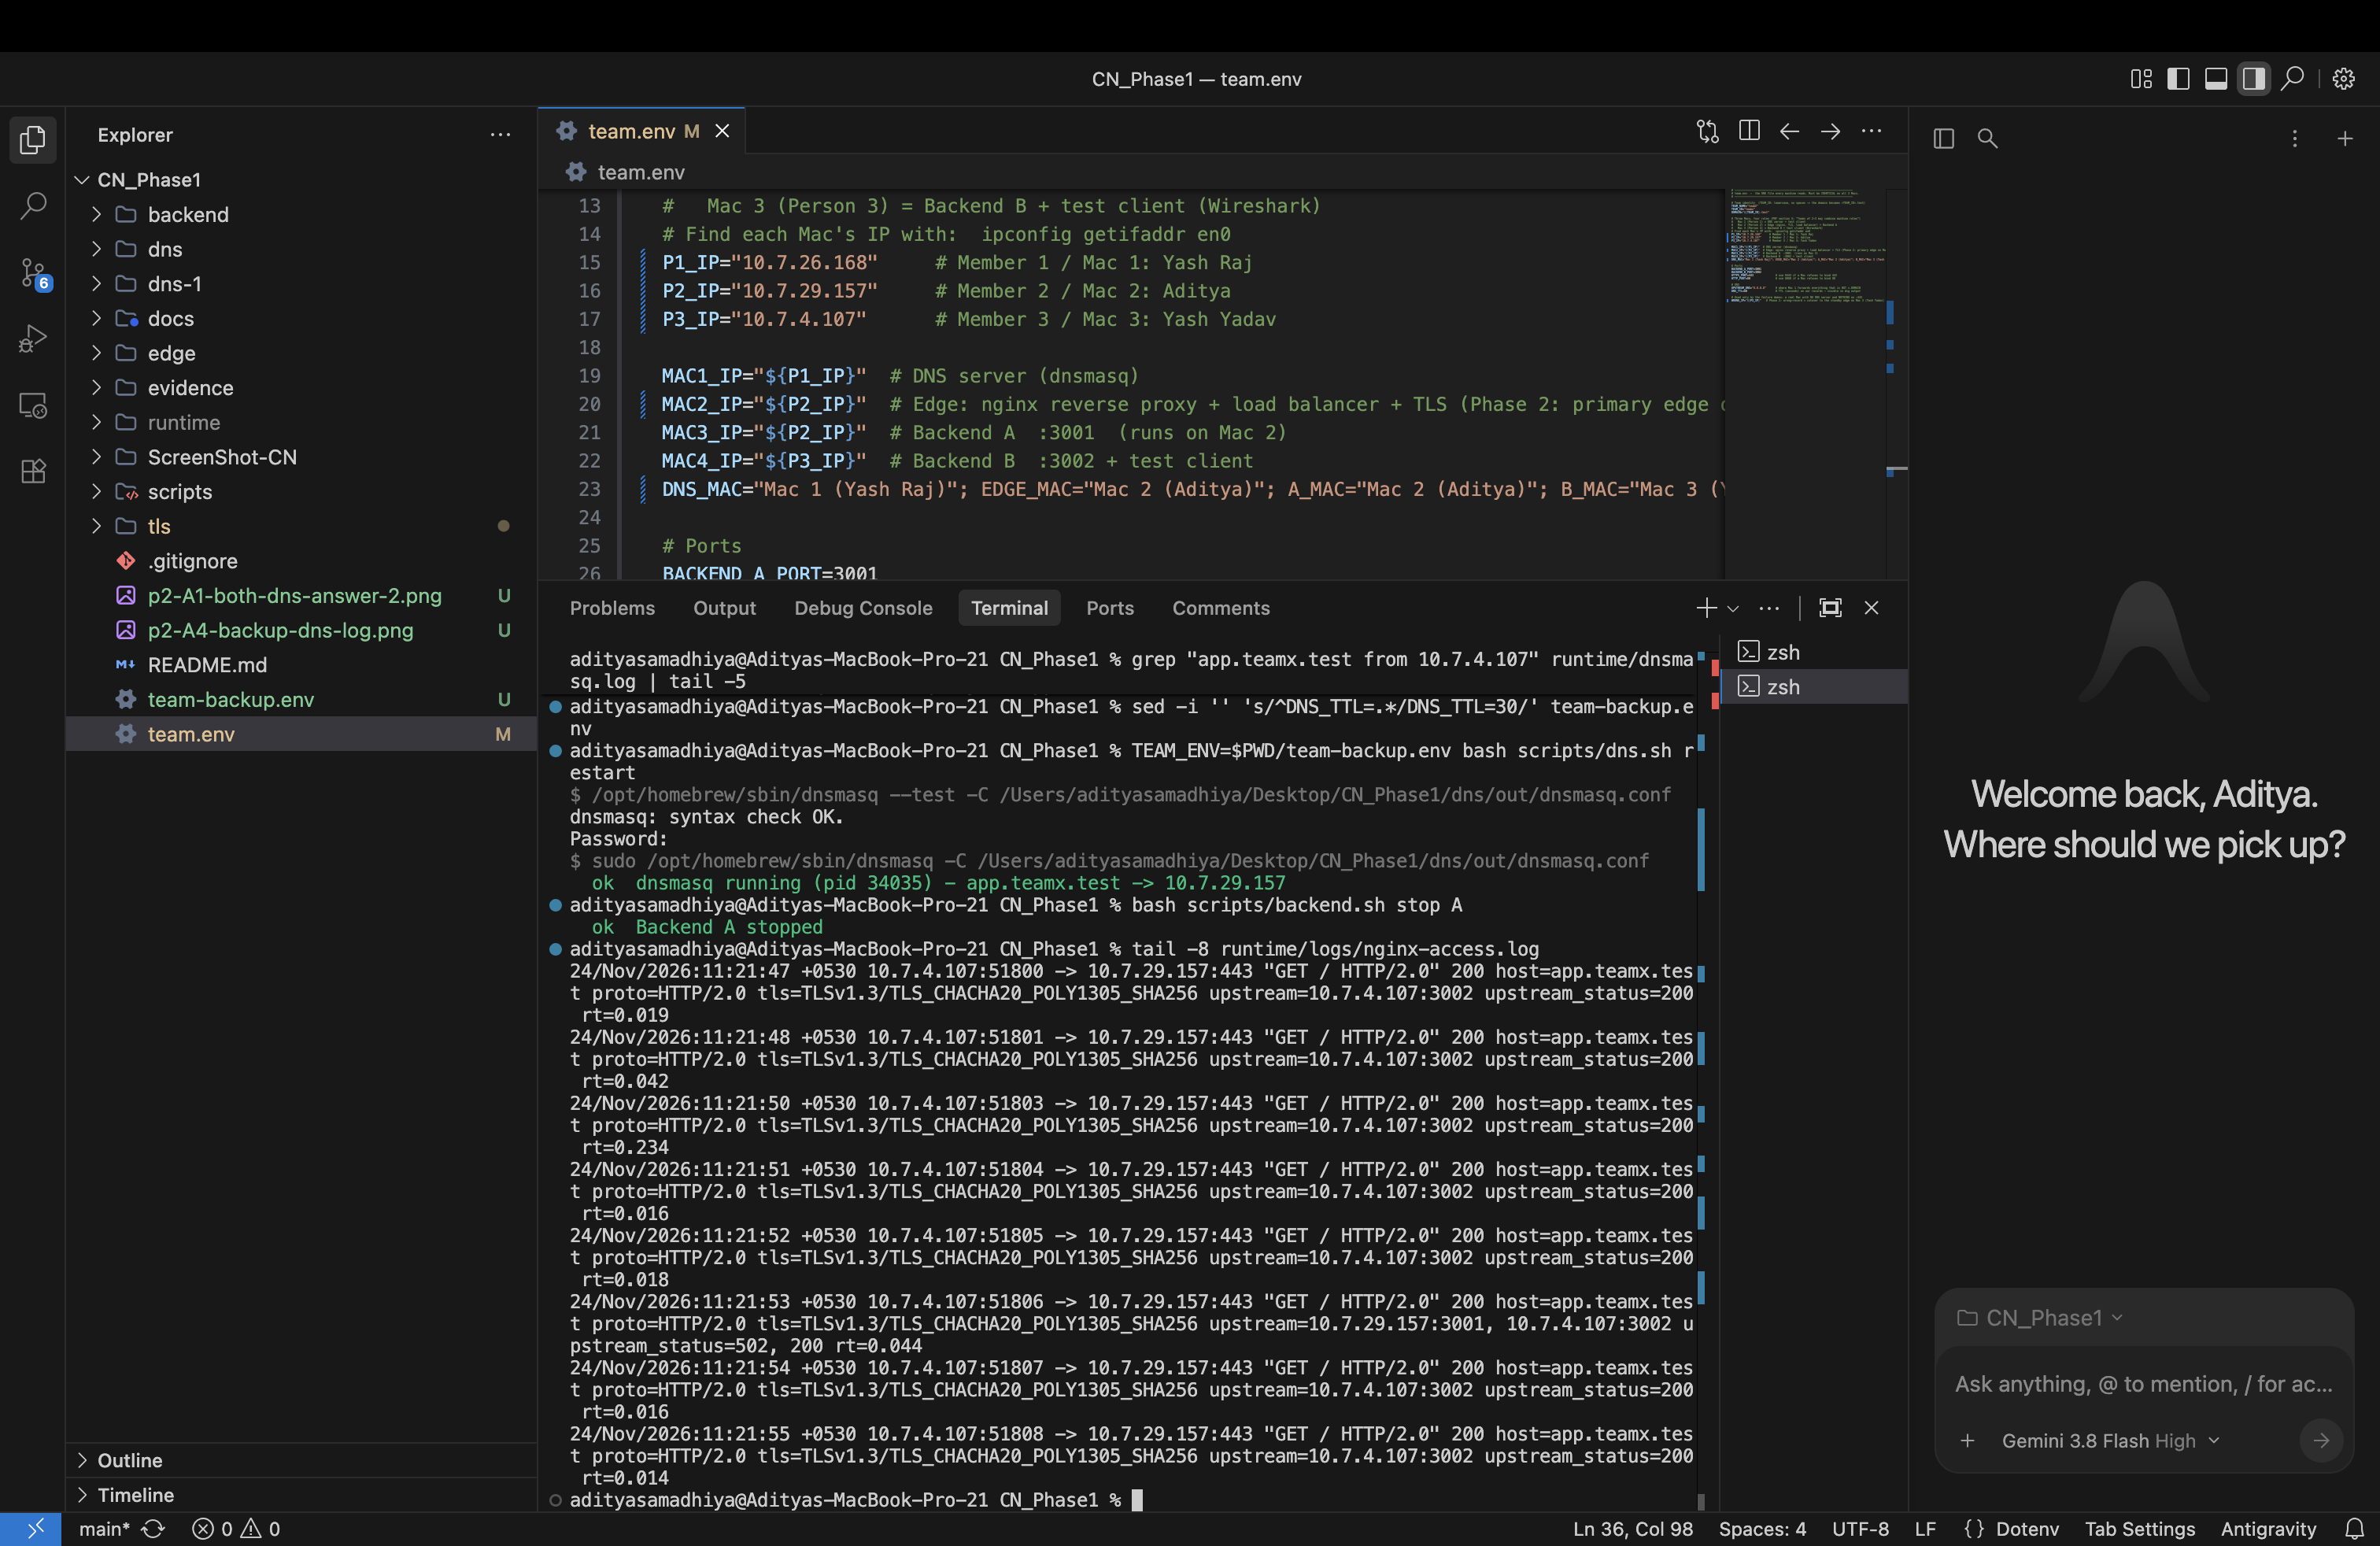 CN_Phase1 — team.env
Explorer
CN_Phase1
backend
dns
dns-1
docs
edge
evidence
runtime
ScreenShot-CN
scripts
tls
.gitignore
p2-A1-both-dns-answer-2.png U
p2-A4-backup-dns-log.png U
README.md
team-backup.env U
team.env M
Outline
Timeline
6
team.env M
team.env
13 #   Mac 3 (Person 3) = Backend B + test client (Wireshark)
14 # Find each Mac's IP with:  ipconfig getifaddr en0
15 P1_IP="10.7.26.168"     # Member 1 / Mac 1: Yash Raj
16 P2_IP="10.7.29.157"     # Member 2 / Mac 2: Aditya
17 P3_IP="10.7.4.107"      # Member 3 / Mac 3: Yash Yadav
18
19 MAC1_IP="${P1_IP}"  # DNS server (dnsmasq)
20 MAC2_IP="${P2_IP}"  # Edge: nginx reverse proxy + load balancer + TLS (Phase 2: primary edge
21 MAC3_IP="${P2_IP}"  # Backend A  :3001  (runs on Mac 2)
22 MAC4_IP="${P3_IP}"  # Backend B  :3002 + test client
23 DNS_MAC="Mac 1 (Yash Raj)"; EDGE_MAC="Mac 2 (Aditya)"; A_MAC="Mac 2 (Aditya)"; B_MAC="Mac 3 (
24
25 # Ports
26 BACKEND_A_PORT=3001
Problems Output Debug Console Terminal Ports Comments
zsh
zsh
adityasamadhiya@Adityas-MacBook-Pro-21 CN_Phase1 % grep "app.teamx.test from 10.7.4.107" runtime/dnsma
sq.log | tail -5
adityasamadhiya@Adityas-MacBook-Pro-21 CN_Phase1 % sed -i '' 's/^DNS_TTL=.*/DNS_TTL=30/' team-backup.e
nv
adityasamadhiya@Adityas-MacBook-Pro-21 CN_Phase1 % TEAM_ENV=$PWD/team-backup.env bash scripts/dns.sh r
estart
$ /opt/homebrew/sbin/dnsmasq --test -C /Users/adityasamadhiya/Desktop/CN_Phase1/dns/out/dnsmasq.conf
dnsmasq: syntax check OK.
Password:
$ sudo /opt/homebrew/sbin/dnsmasq -C /Users/adityasamadhiya/Desktop/CN_Phase1/dns/out/dnsmasq.conf
ok  dnsmasq running (pid 34035) - app.teamx.test -> 10.7.29.157
adityasamadhiya@Adityas-MacBook-Pro-21 CN_Phase1 % bash scripts/backend.sh stop A
ok  Backend A stopped
adityasamadhiya@Adityas-MacBook-Pro-21 CN_Phase1 % tail -8 runtime/logs/nginx-access.log
24/Nov/2026:11:21:47 +0530 10.7.4.107:51800 -> 10.7.29.157:443 "GET / HTTP/2.0" 200 host=app.teamx.tes
t proto=HTTP/2.0 tls=TLSv1.3/TLS_CHACHA20_POLY1305_SHA256 upstream=10.7.4.107:3002 upstream_status=200
rt=0.019
24/Nov/2026:11:21:48 +0530 10.7.4.107:51801 -> 10.7.29.157:443 "GET / HTTP/2.0" 200 host=app.teamx.tes
t proto=HTTP/2.0 tls=TLSv1.3/TLS_CHACHA20_POLY1305_SHA256 upstream=10.7.4.107:3002 upstream_status=200
rt=0.042
24/Nov/2026:11:21:50 +0530 10.7.4.107:51803 -> 10.7.29.157:443 "GET / HTTP/2.0" 200 host=app.teamx.tes
t proto=HTTP/2.0 tls=TLSv1.3/TLS_CHACHA20_POLY1305_SHA256 upstream=10.7.4.107:3002 upstream_status=200
rt=0.234
24/Nov/2026:11:21:51 +0530 10.7.4.107:51804 -> 10.7.29.157:443 "GET / HTTP/2.0" 200 host=app.teamx.tes
t proto=HTTP/2.0 tls=TLSv1.3/TLS_CHACHA20_POLY1305_SHA256 upstream=10.7.4.107:3002 upstream_status=200
rt=0.016
24/Nov/2026:11:21:52 +0530 10.7.4.107:51805 -> 10.7.29.157:443 "GET / HTTP/2.0" 200 host=app.teamx.tes
t proto=HTTP/2.0 tls=TLSv1.3/TLS_CHACHA20_POLY1305_SHA256 upstream=10.7.4.107:3002 upstream_status=200
rt=0.018
24/Nov/2026:11:21:53 +0530 10.7.4.107:51806 -> 10.7.29.157:443 "GET / HTTP/2.0" 200 host=app.teamx.tes
t proto=HTTP/2.0 tls=TLSv1.3/TLS_CHACHA20_POLY1305_SHA256 upstream=10.7.29.157:3001, 10.7.4.107:3002 u
pstream_status=502, 200 rt=0.044
24/Nov/2026:11:21:54 +0530 10.7.4.107:51807 -> 10.7.29.157:443 "GET / HTTP/2.0" 200 host=app.teamx.tes
t proto=HTTP/2.0 tls=TLSv1.3/TLS_CHACHA20_POLY1305_SHA256 upstream=10.7.4.107:3002 upstream_status=200
rt=0.016
24/Nov/2026:11:21:55 +0530 10.7.4.107:51808 -> 10.7.29.157:443 "GET / HTTP/2.0" 200 host=app.teamx.tes
t proto=HTTP/2.0 tls=TLSv1.3/TLS_CHACHA20_POLY1305_SHA256 upstream=10.7.4.107:3002 upstream_status=200
rt=0.014
adityasamadhiya@Adityas-MacBook-Pro-21 CN_Phase1 %
Welcome back, Aditya.
Where should we pick up?
CN_Phase1
Ask anything, @ to mention, / for ac...
Gemini 3.8 Flash High
main* 0 0 Ln 36, Col 98 Spaces: 4 UTF-8 LF {} Dotenv Tab Settings Antigravity